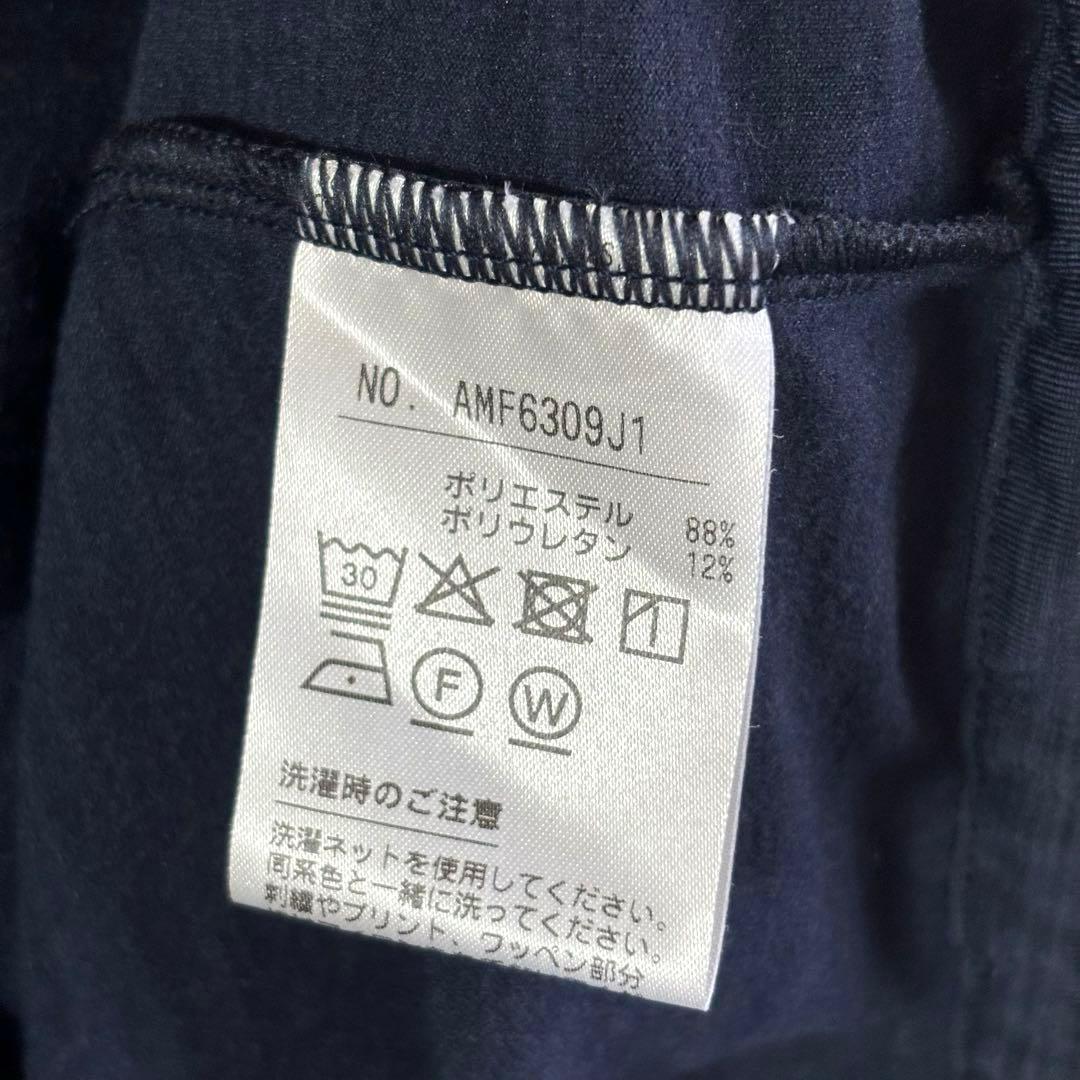 NO. AMF6309J1
ポリエステル 88%
ポリウレタン 12%
30
F W
洗濯時のご注意
洗濯ネットを使用してください。
同系色と一緒に洗ってください。
刺繍やプリント、ワッペン部分